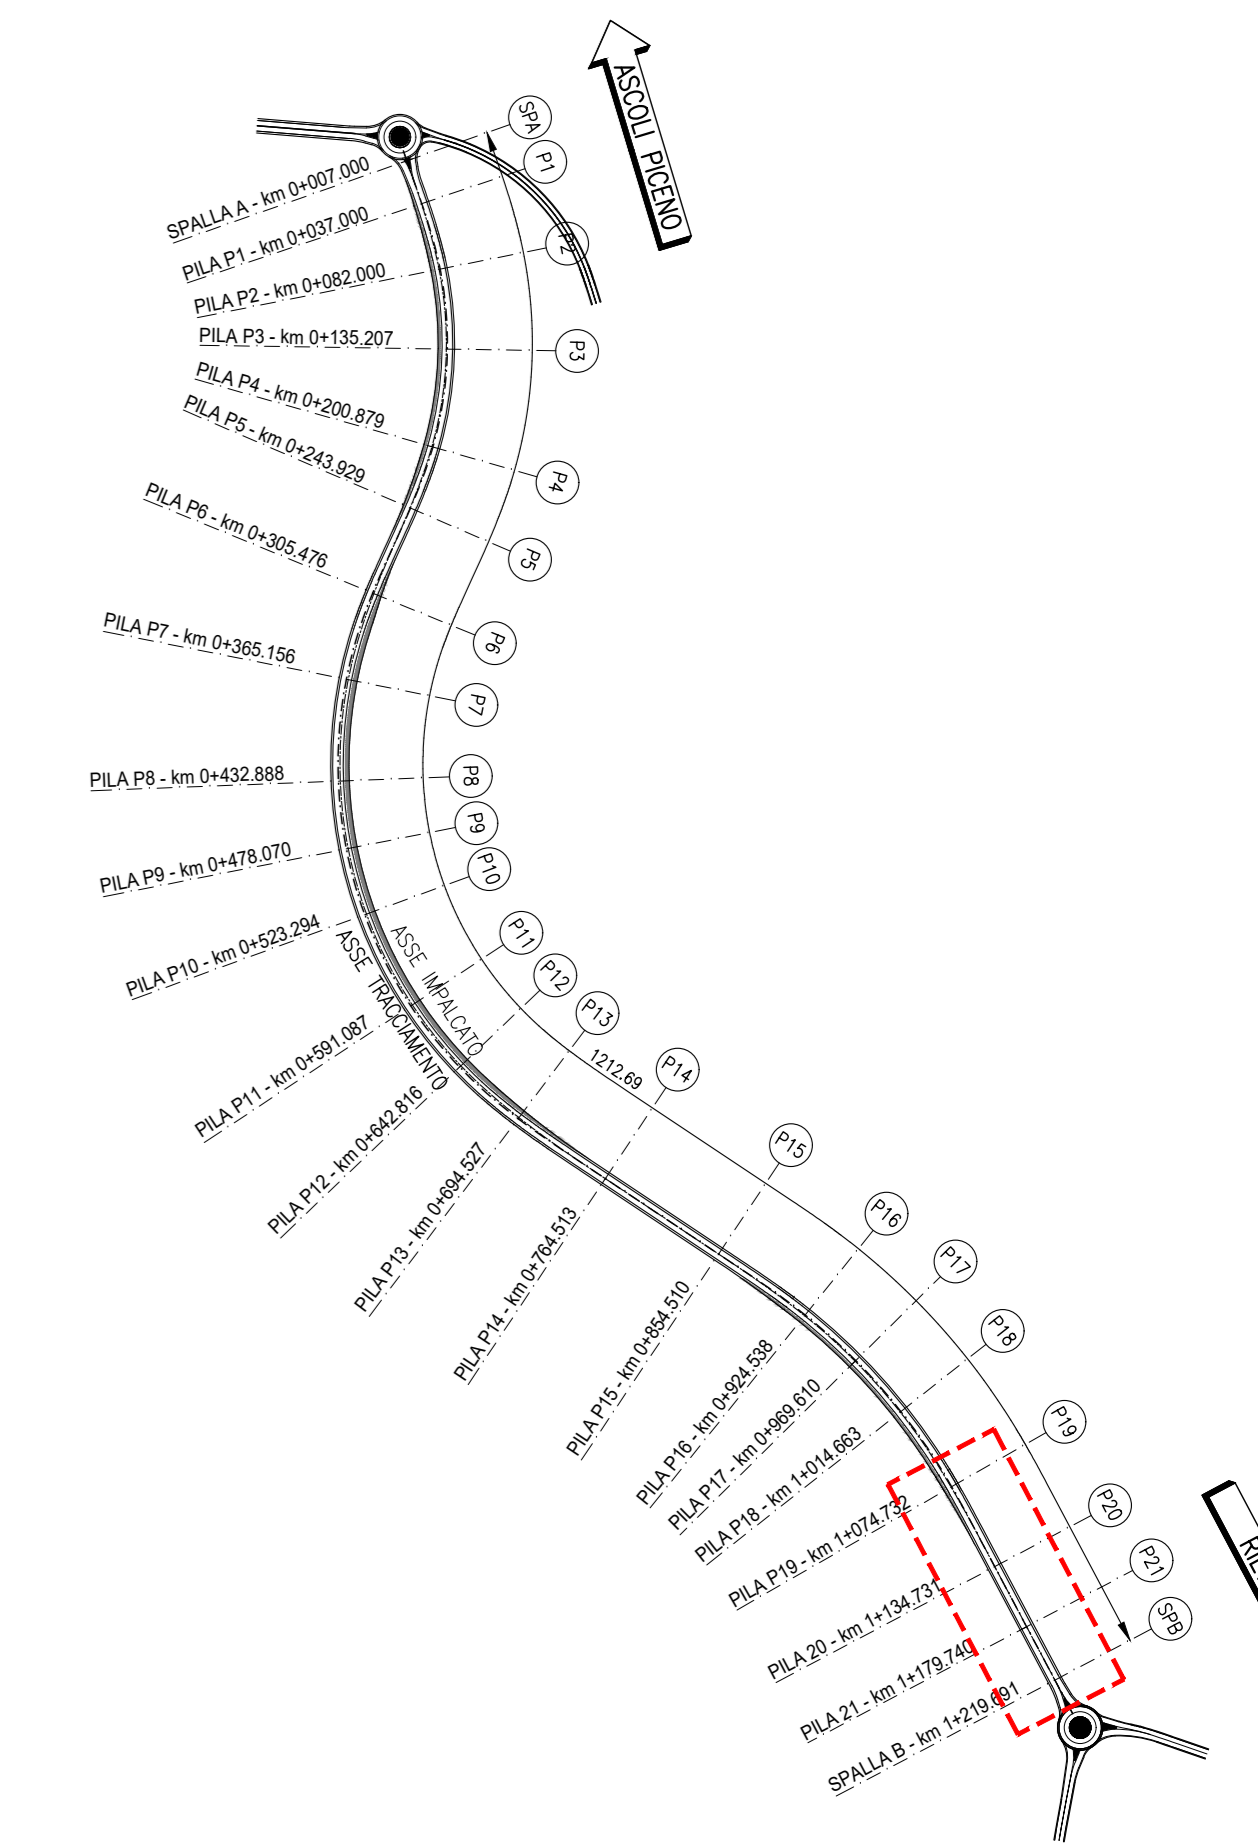 ASCOLI PICENO
SPA
P1
P2
P3
P4
P5
P6
P7
P8
P9
P10
P11
P12
P13
P14
P15
P16
P17
P18
P19
P20
P21
SPB
SPALLA A - km 0+007.000
PILA P1 - km 0+037.000
PILA P2 - km 0+082.000
PILA P3 - km 0+135.207
PILA P4 - km 0+200.879
PILA P5 - km 0+243.929
PILA P6 - km 0+305.476
PILA P7 - km 0+365.156
PILA P8 - km 0+432.888
PILA P9 - km 0+478.070
PILA P10 - km 0+523.294
PILA P11 - km 0+591.087
PILA P12 - km 0+642.816
PILA P13 - km 0+694.527
PILA P14 - km 0+764.513
PILA P15 - km 0+854.510
PILA P16 - km 0+924.538
PILA P17 - km 0+969.610
PILA P18 - km 1+014.663
PILA P19 - km 1+074.732
PILA 20 - km 1+134.731
PILA 21 - km 1+179.740
SPALLA B - km 1+219.691
ASSE IMPALCATO
ASSE TRACCIAMENTO
1212.69